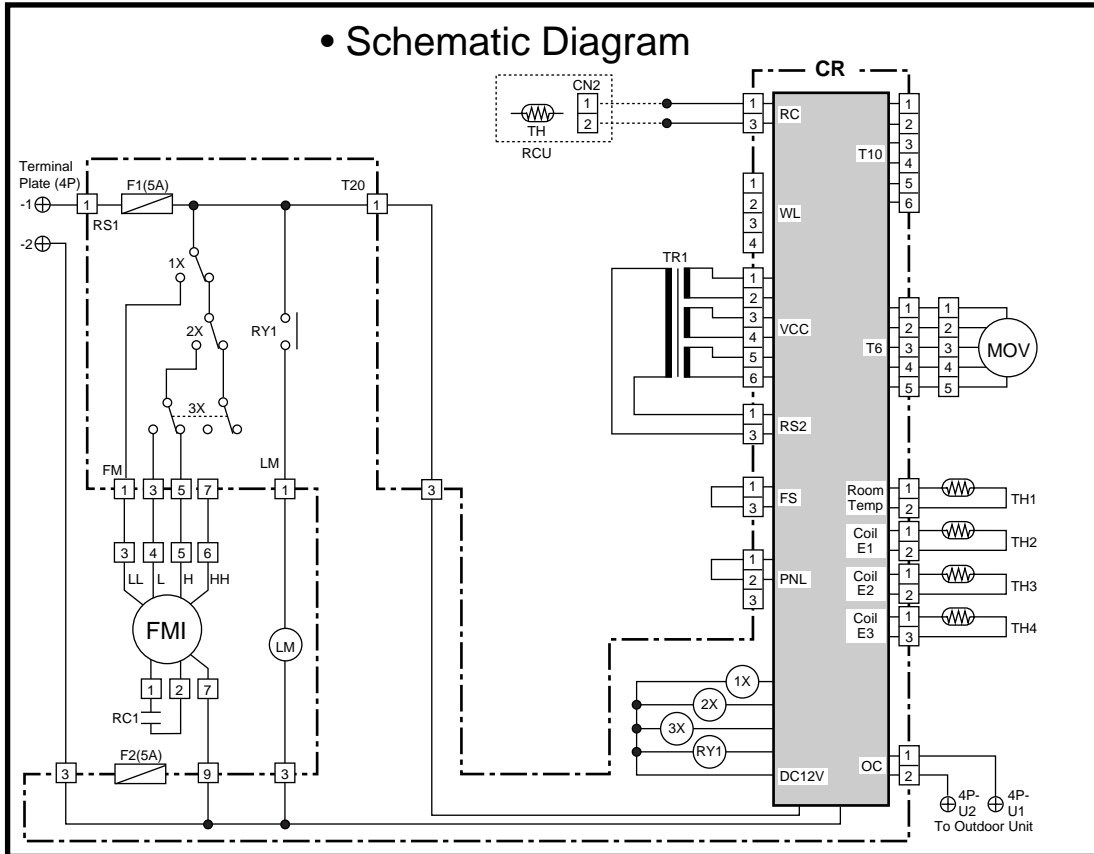 • Schematic Diagram
CR
CN2
1
2
TH
RCU
1
3
RC
T10
1
2
3
4
5
6
Terminal
Plate (4P)
-1
1
F1(5A)
T20
1
RS1
-2
1
2
3
4
WL
1X
TR1
1
2
3
4
5
6
VCC
2X
RY1
T6
1
2
3
4
5
1
2
3
4
5
MOV
3X
1
3
RS2
FM
LM
1
3
5
7
1
3
1
3
FS
Room
Temp
1
2
TH1
Coil
E1
1
2
TH2
3
4
5
6
LL
L
H
HH
1
2
3
PNL
Coil
E2
1
2
TH3
FMI
LM
Coil
E3
1
3
TH4
1
2
7
RC1
1X
2X
3X
RY1
DC12V
F2(5A)
3
9
3
OC
1
2
4P-
U2
4P-
U1
To Outdoor Unit